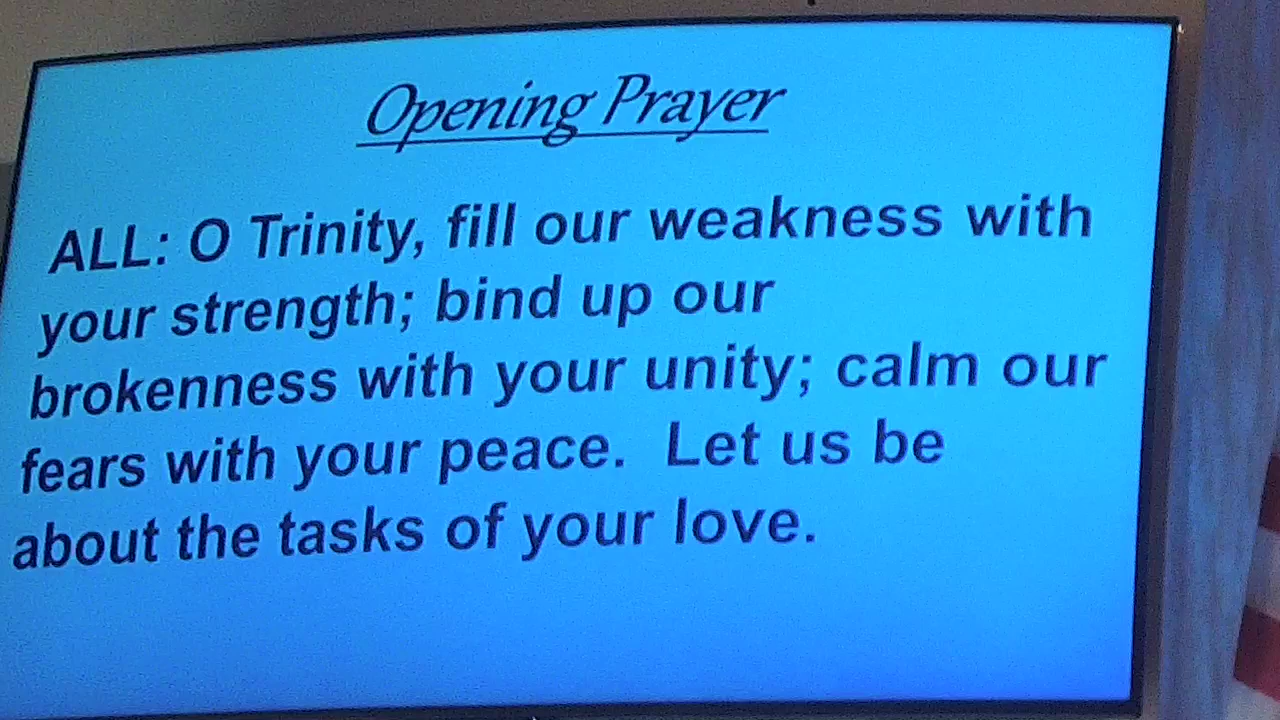 Opening Prayer
ALL: O Trinity, fill our weakness with
your strength; bind up our
brokenness with your unity; calm our
fears with your peace.  Let us be
about the tasks of your love.